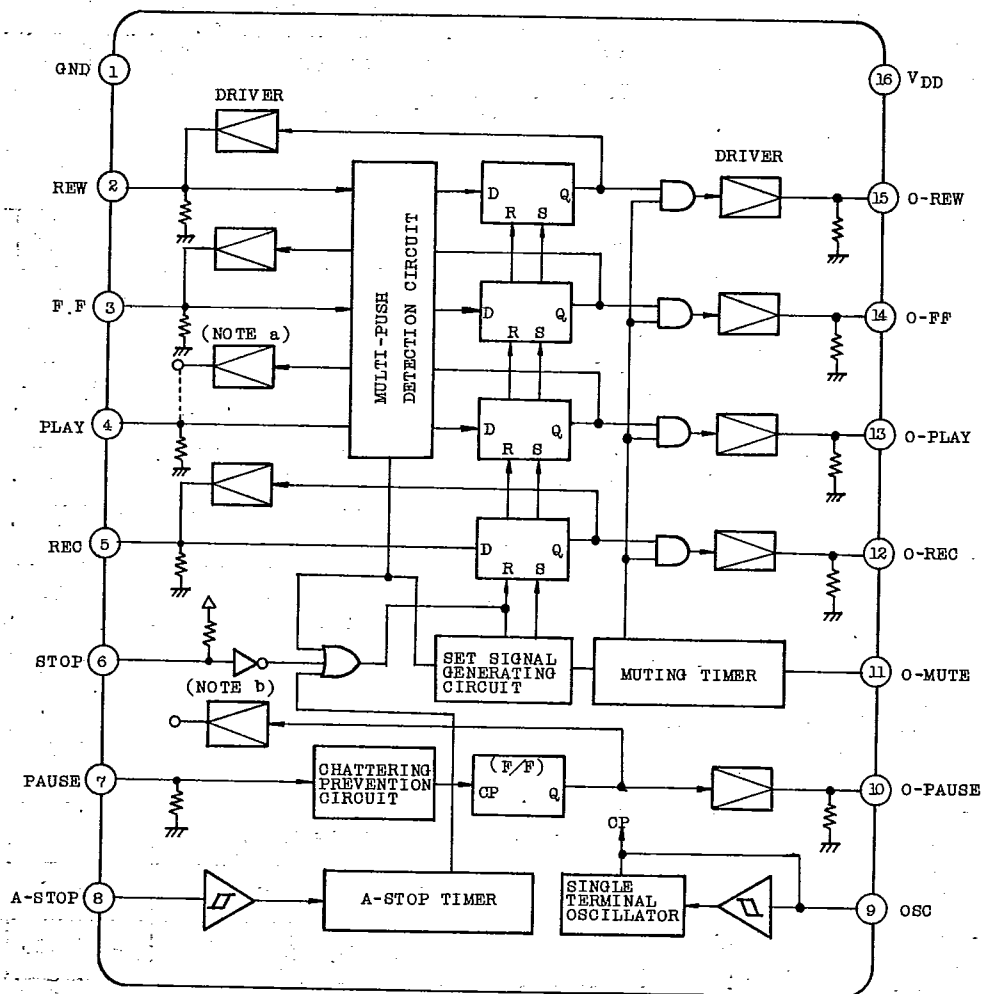 GND 1
16 VDD
DRIVER
DRIVER
REW 2
D Q
R S
15 O-REW
MULTI-PUSH
DETECTION CIRCUIT
F.F 3
D Q
R S
14 O-FF
(NOTE a)
PLAY 4
D Q
R S
13 O-PLAY
REC 5
D Q
R S
12 O-REC
STOP 6
SET SIGNAL
GENERATING
CIRCUIT
MUTING TIMER
11 O-MUTE
(NOTE b)
PAUSE 7
CHATTERING
PREVENTION
CIRCUIT
(F/F)
CP Q
10 O-PAUSE
CP
A-STOP 8
A-STOP TIMER
SINGLE
TERMINAL
OSCILLATOR
9 OSC